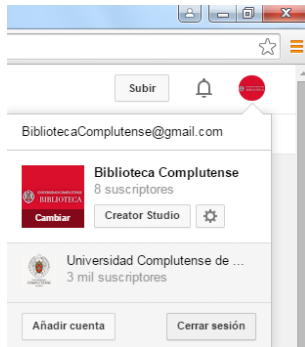 Subir
BibliotecaComplutense@gmail.com
Biblioteca Complutense
8 suscriptores
BIBLIOTECA
Cambiar
Creator Studio
Universidad Complutense de ...
3 mil suscriptores
Añadir cuenta
Cerrar sesión